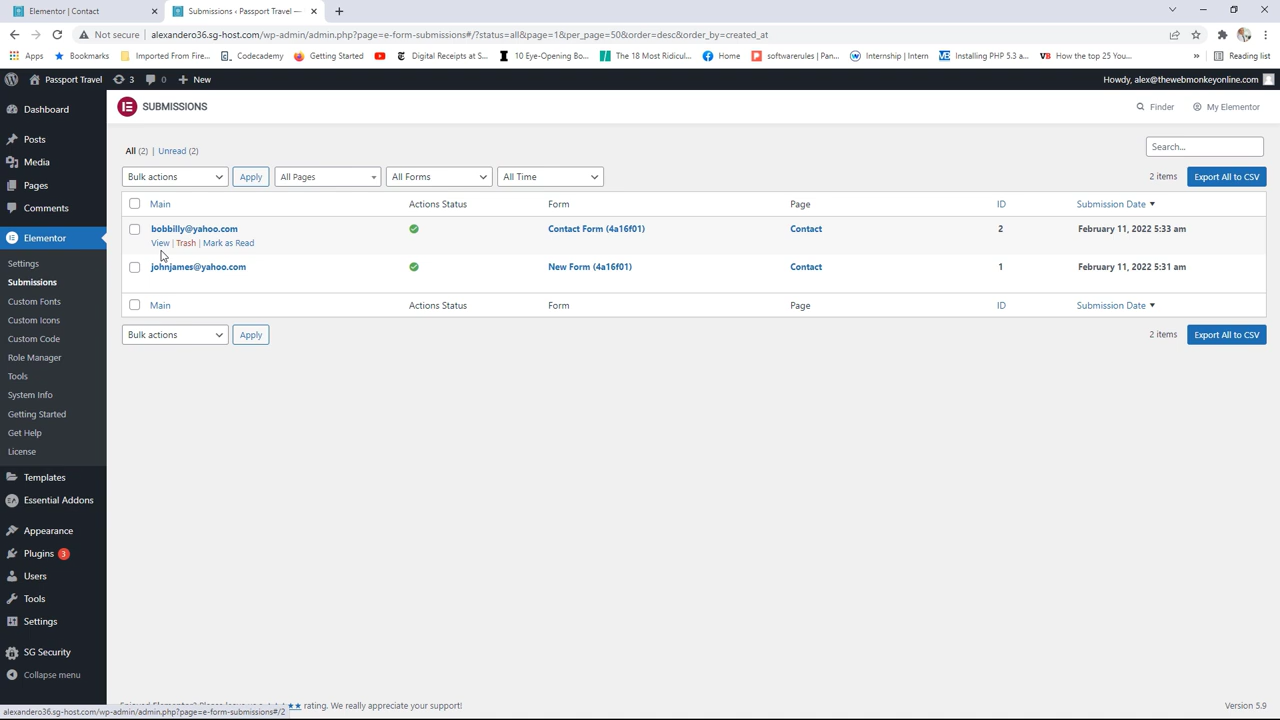 Elementor | Contact
Submissions ‹ Passport Travel —
Not secure
alexandero36.sg-host.com/wp-admin/admin.php?page=e-form-submissions#/?status=all&page=1&per_page=50&order=desc&order_by=created_at
Apps Bookmarks Imported From Firef... Codecademy Getting Started Digital Receipts at S... 10 Eye-Opening Bo... The 18 Most Ridicul... Home softwarerules | Pan... Internship | Intern Installing PHP 5.3 a... How the top 25 You... » Reading list
Passport Travel 3 0 New
Howdy, alex@thewebmonkeyonline.com
Dashboard
Posts
Media
Pages
Comments
Elementor
Settings
Submissions
Custom Fonts
Custom Icons
Custom Code
Role Manager
Tools
System Info
Getting Started
Get Help
License
Templates
Essential Addons
Appearance
Plugins 3
Users
Tools
Settings
SG Security
Collapse menu
SUBMISSIONS
Finder My Elementor
All (2) | Unread (2)
Search...
Bulk actions Apply All Pages All Forms All Time 2 items Export All to CSV
Main Actions Status Form Page ID Submission Date
bobbilly@yahoo.com Contact Form (4a16f01) Contact 2 February 11, 2022 5:33 am
View | Trash | Mark as Read
johnjames@yahoo.com New Form (4a16f01) Contact 1 February 11, 2022 5:31 am
Main Actions Status Form Page ID Submission Date
Bulk actions Apply 2 items Export All to CSV
rating. We really appreciate your support!
Version 5.9
alexandero36.sg-host.com/wp-admin/admin.php?page=e-form-submissions#/2